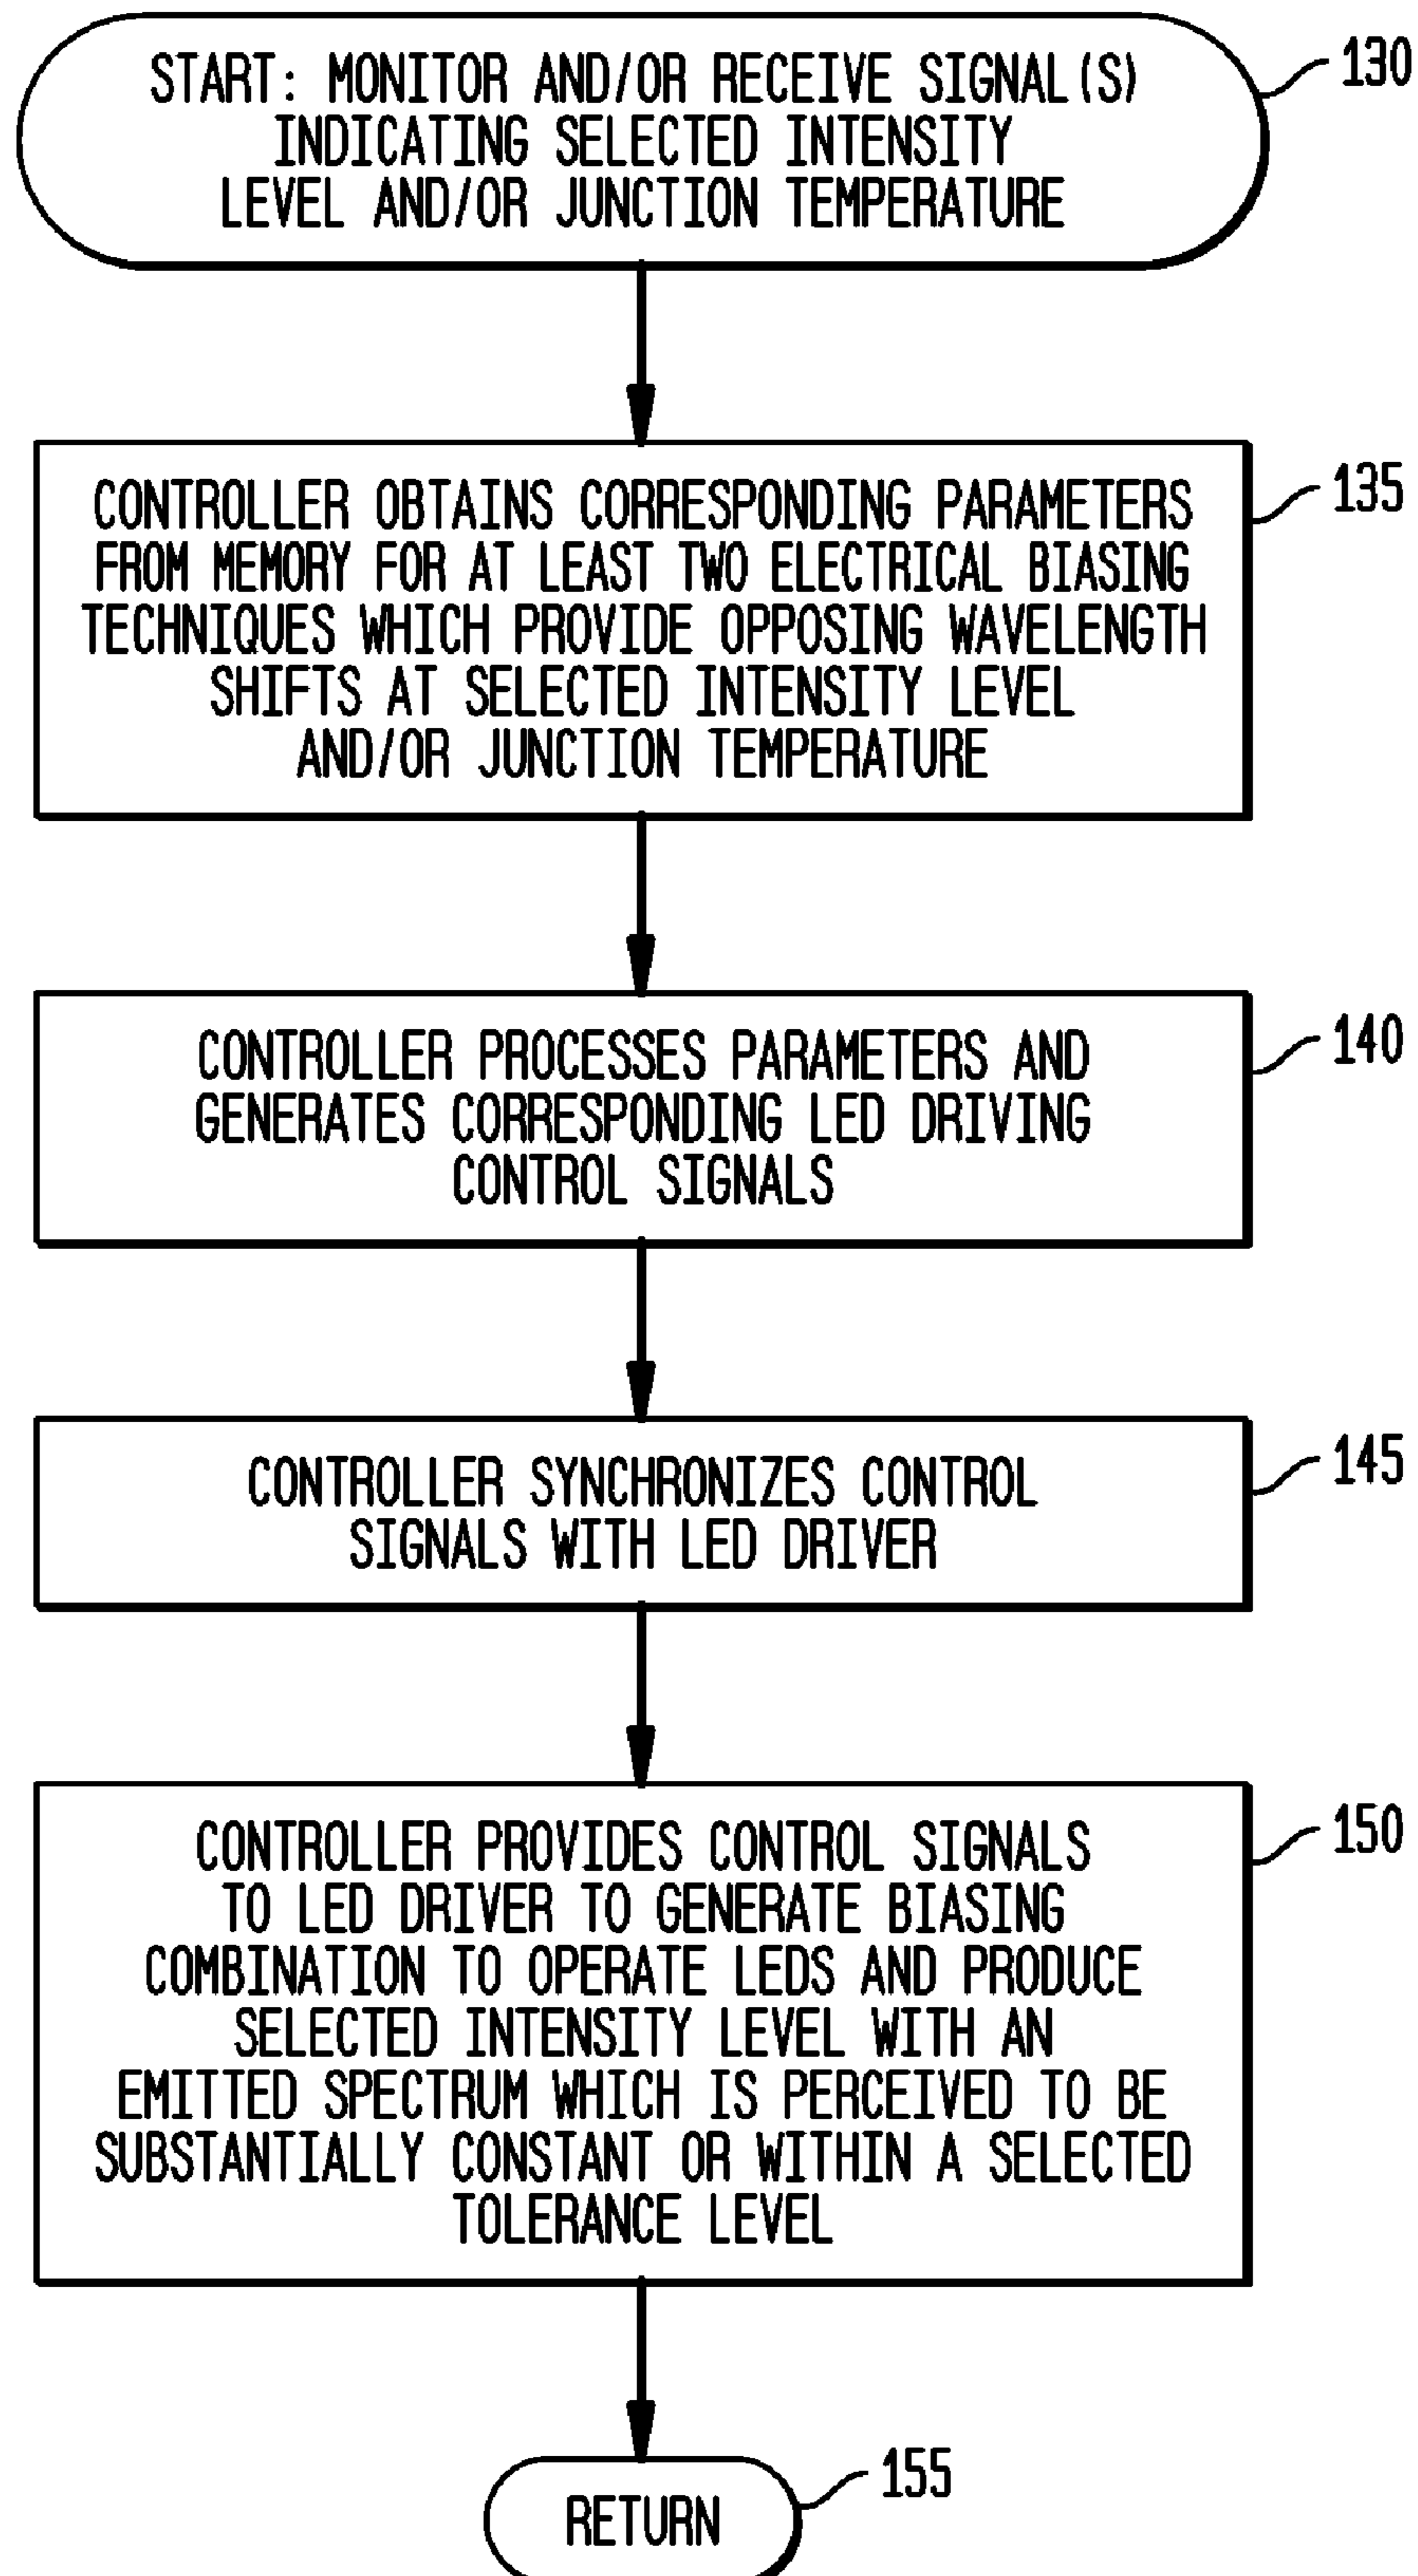 START: MONITOR AND/OR RECEIVE SIGNAL(S)
INDICATING SELECTED INTENSITY
LEVEL AND/OR JUNCTION TEMPERATURE
130
CONTROLLER OBTAINS CORRESPONDING PARAMETERS
FROM MEMORY FOR AT LEAST TWO ELECTRICAL BIASING
TECHNIQUES WHICH PROVIDE OPPOSING WAVELENGTH
SHIFTS AT SELECTED INTENSITY LEVEL
AND/OR JUNCTION TEMPERATURE
135
CONTROLLER PROCESSES PARAMETERS AND
GENERATES CORRESPONDING LED DRIVING
CONTROL SIGNALS
140
CONTROLLER SYNCHRONIZES CONTROL
SIGNALS WITH LED DRIVER
145
CONTROLLER PROVIDES CONTROL SIGNALS
TO LED DRIVER TO GENERATE BIASING
COMBINATION TO OPERATE LEDS AND PRODUCE
SELECTED INTENSITY LEVEL WITH AN
EMITTED SPECTRUM WHICH IS PERCEIVED TO BE
SUBSTANTIALLY CONSTANT OR WITHIN A SELECTED
TOLERANCE LEVEL
150
RETURN
155